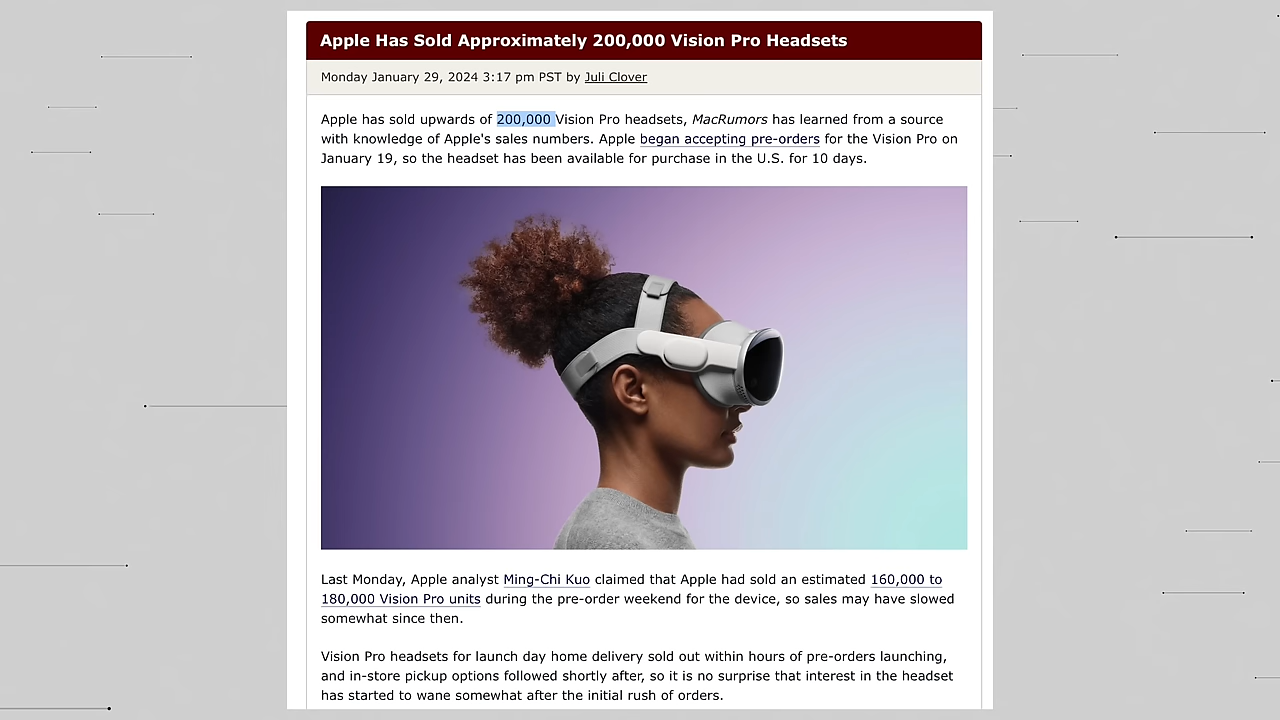 Apple Has Sold Approximately 200,000 Vision Pro Headsets
Monday January 29, 2024 3:17 pm PST by Juli Clover
Apple has sold upwards of 200,000 Vision Pro headsets, MacRumors has learned from a source
with knowledge of Apple's sales numbers. Apple began accepting pre-orders for the Vision Pro on
January 19, so the headset has been available for purchase in the U.S. for 10 days.
Last Monday, Apple analyst Ming-Chi Kuo claimed that Apple had sold an estimated 160,000 to
180,000 Vision Pro units during the pre-order weekend for the device, so sales may have slowed
somewhat since then.
Vision Pro headsets for launch day home delivery sold out within hours of pre-orders launching,
and in-store pickup options followed shortly after, so it is no surprise that interest in the headset
has started to wane somewhat after the initial rush of orders.